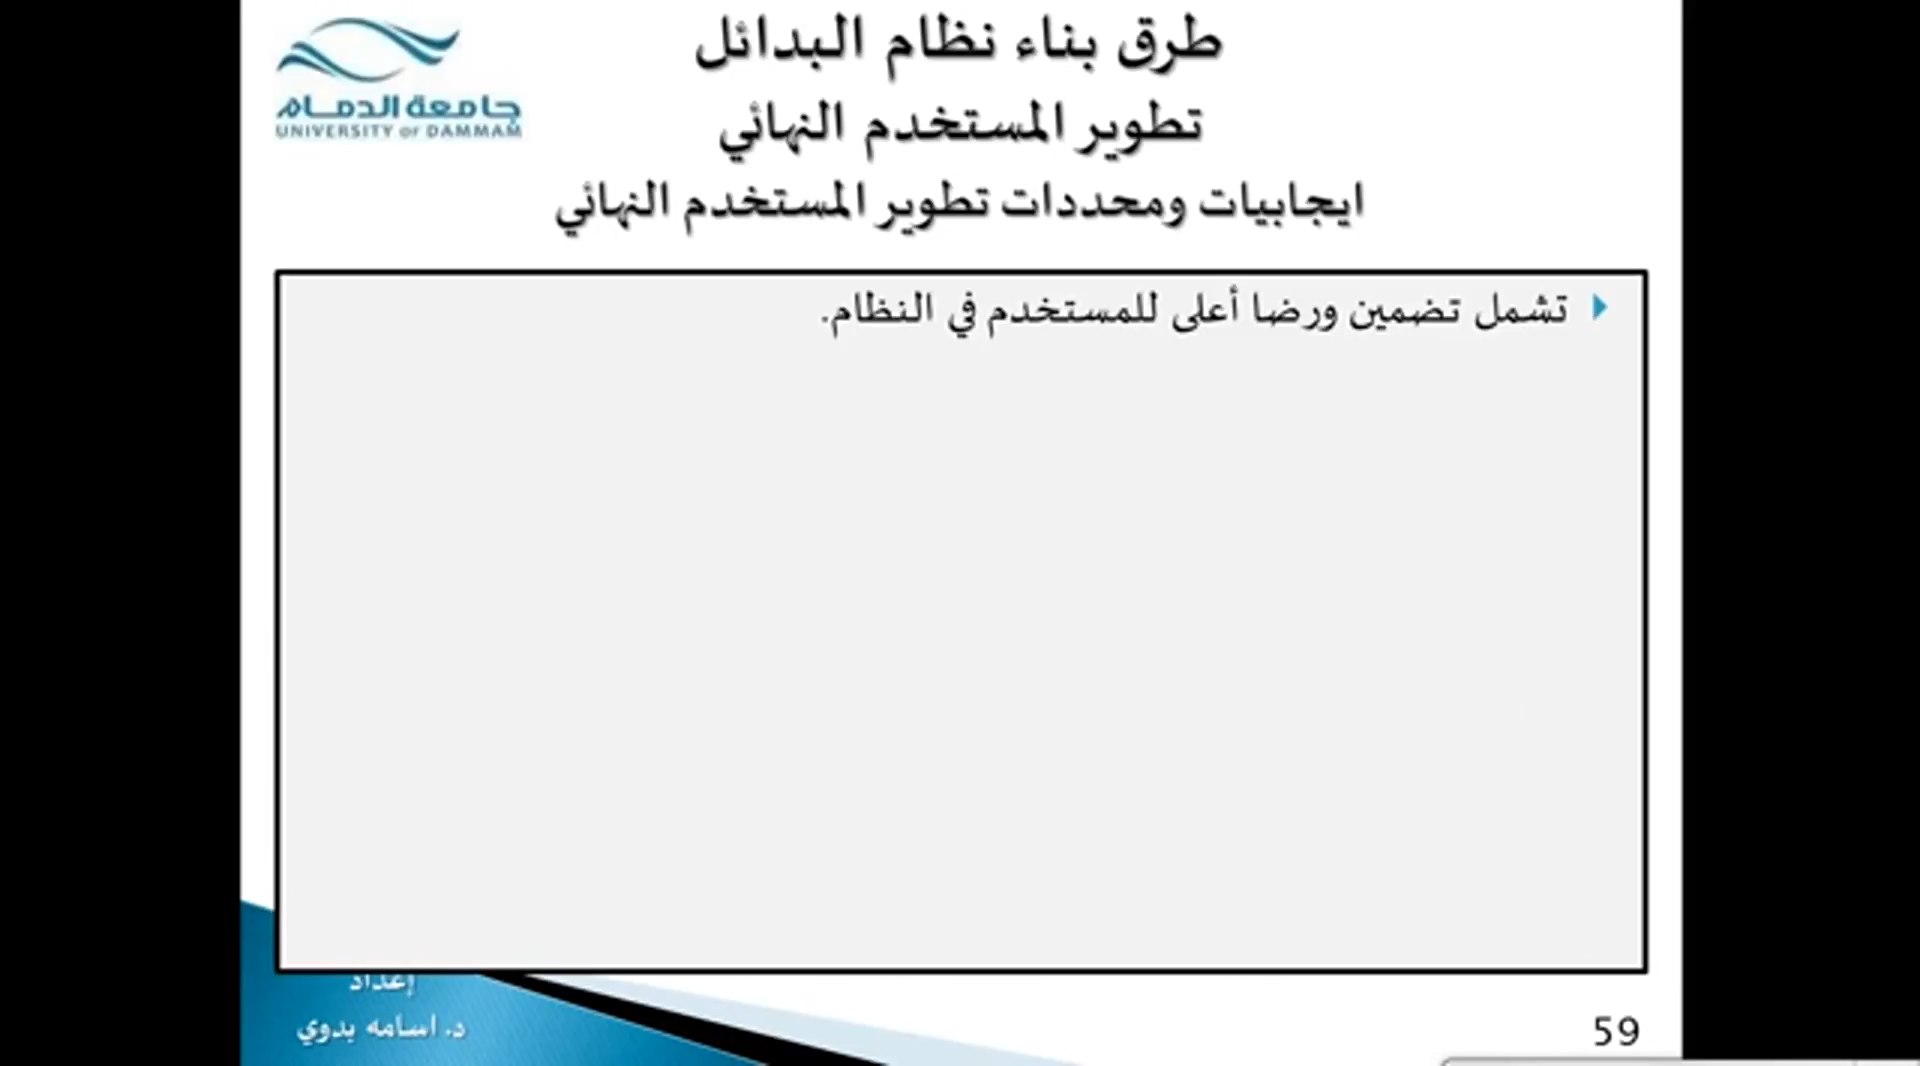 طرق بناء نظام البدائل
تطوير المستخدم النهائي
ايجابيات ومحددات تطوير المستخدم النهائي
جامعة الدمام
UNIVERSITY OF DAMMAM
تشمل تضمين ورضا أعلى للمستخدم في النظام.
إعداد
د. اسامه بدوي
59